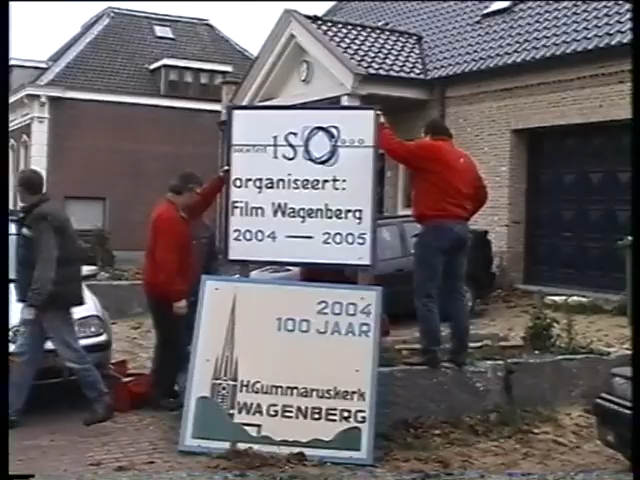 ISO
organiseert:
Film Wagenberg
2004 — 2005
2004
100 JAAR
H.Gummaruskerk
WAGENBERG